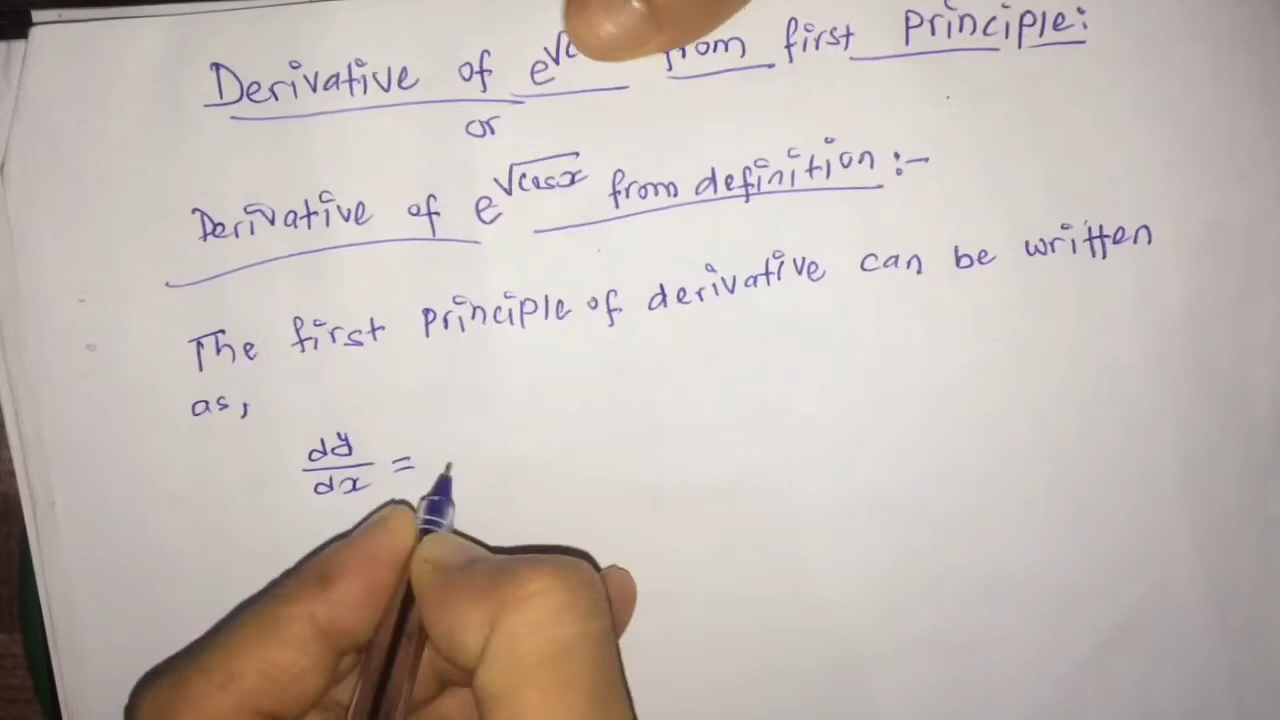 Derivative of e^√ from first principle:
or
Derivative of e^√cosx from definition :-
The first principle of derivative can be written
as,
dy/dx =